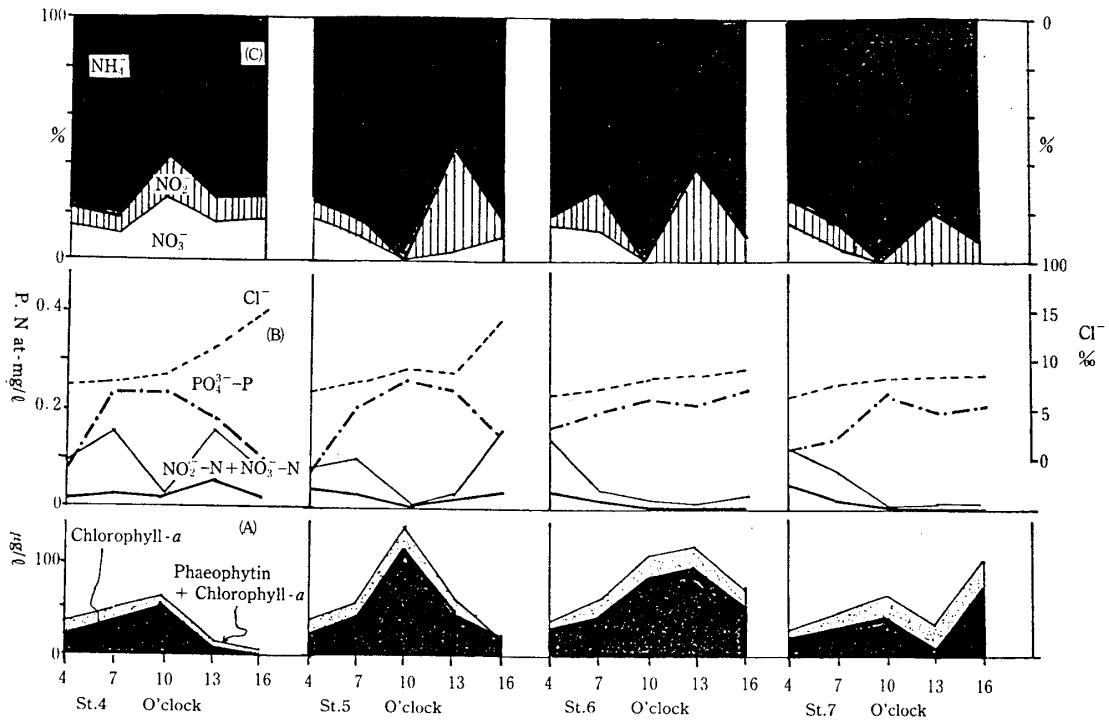 100%
(C)
0
NH₄⁻
%
%
NO₂⁻
NO₃⁻
0
100
0.4
Cl⁻
15
(B)
P. N at-mg/ℓ
Cl⁻
‰
10
PO₄³⁻-P
0.2
5
NO₂⁻-N+NO₃⁻-N
0
0
(A)
µg/ℓ
Chlorophyll-a
100
Phaeophytin
+ Chlorophyll-a
0
4 7 10 13 16 4 7 10 13 16 4 7 10 13 16 4 7 10 13 16
St.4 O'clock St.5 O'clock St.6 O'clock St.7 O'clock